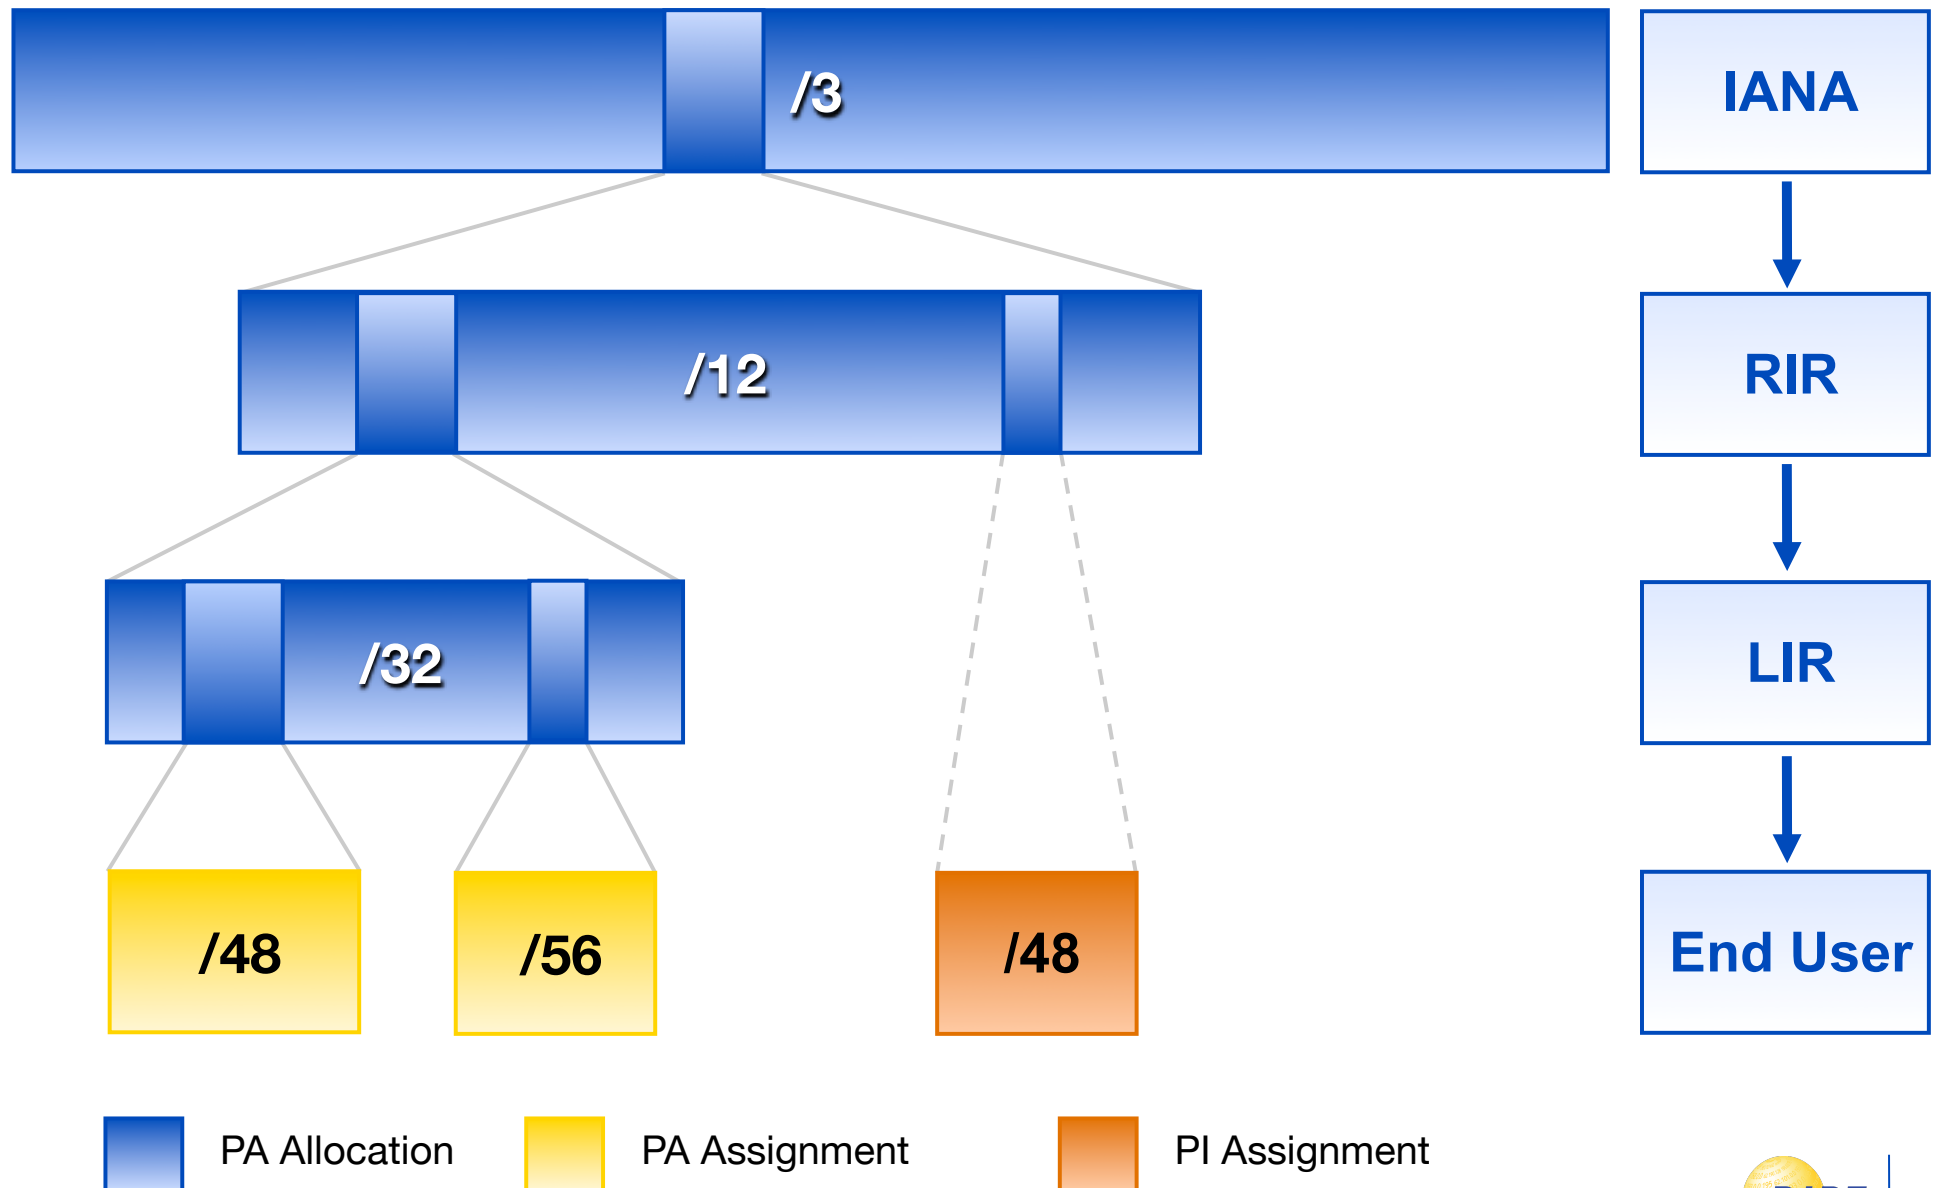 /3
IANA
/12
RIR
/32
LIR
/48
/56
/48
End User
PA Allocation
PA Assignment
PI Assignment